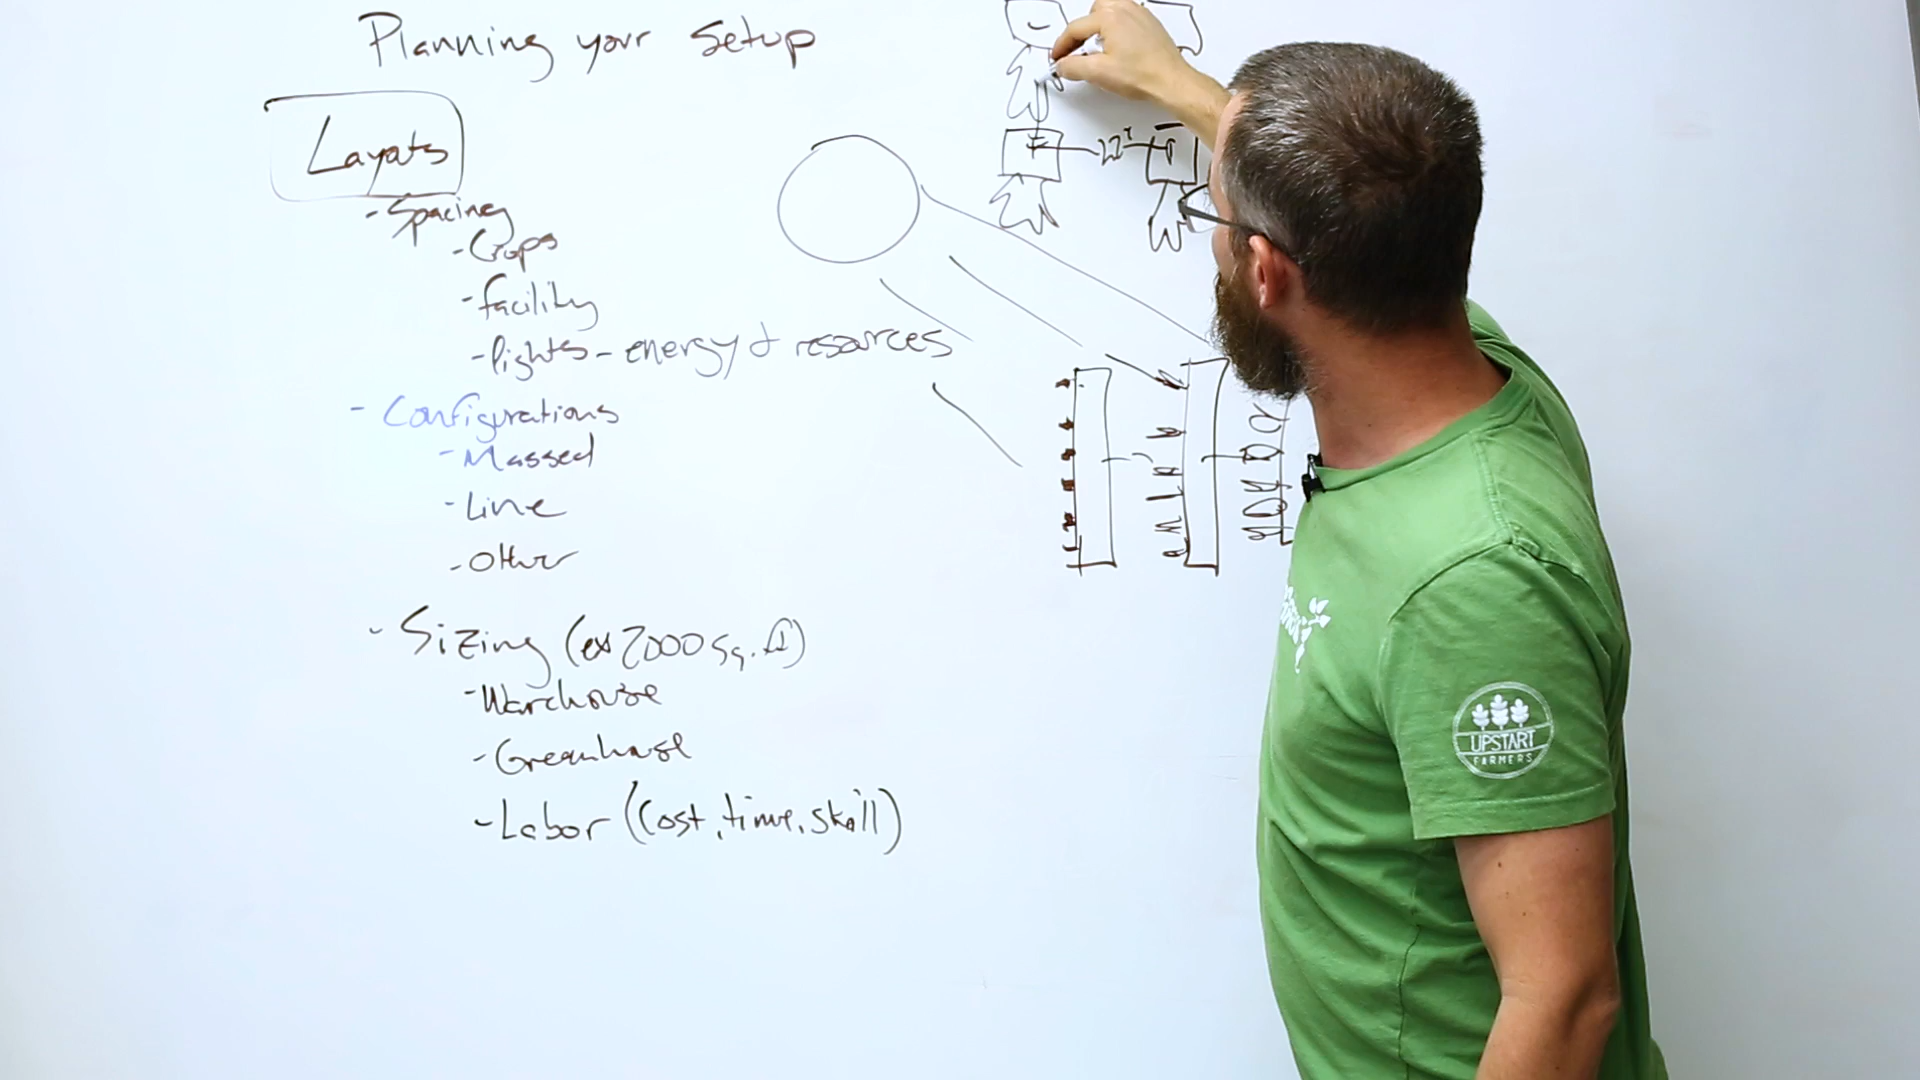 Planning your setup
Layouts
- Spacing
- Crops
- facility
- lights - energy & resources
- Configurations
- Massed
- Line
- Other
- Sizing (ex 2000 sq. ft)
- Warehouse
- Greenhouse
- Labor (Cost, time, skill)
22"
UPSTART
FARMERS